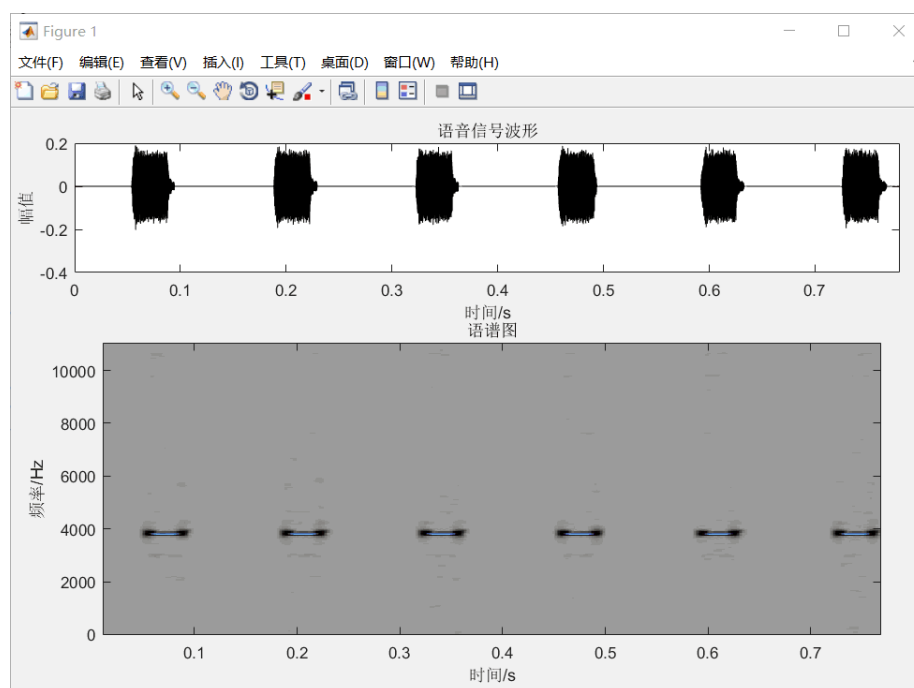 Figure 1
文件(F) 编辑(E) 查看(V) 插入(I) 工具(T) 桌面(D) 窗口(W) 帮助(H)
语音信号波形
0.2
0
-0.2
-0.4
幅值
0 0.1 0.2 0.3 0.4 0.5 0.6 0.7
时间/s
语谱图
10000
8000
6000
4000
2000
0
频率/Hz
0.1 0.2 0.3 0.4 0.5 0.6 0.7
时间/s